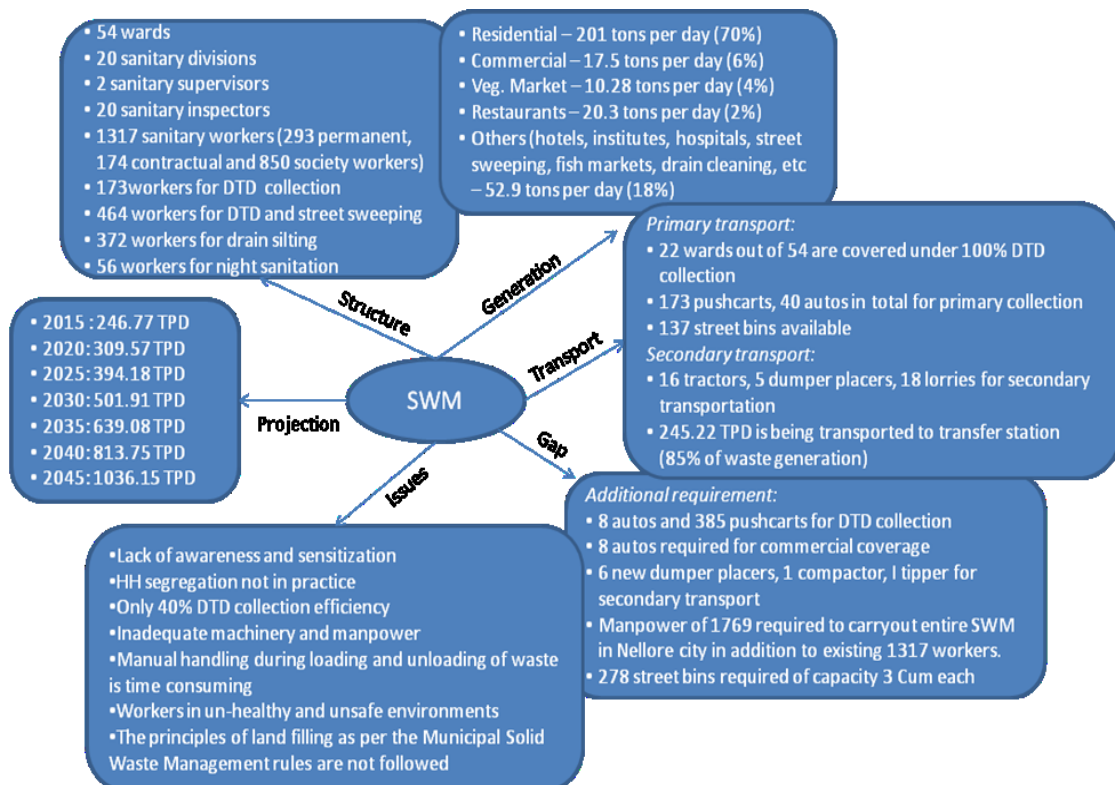 • 54 wards
• 20 sanitary divisions
• 2 sanitary supervisors
• 20 sanitary inspectors
• 1317 sanitary workers (293 permanent,
174 contractual and 850 society workers)
• 173workers for DTD collection
• 464 workers for DTD and street sweeping
• 372 workers for drain silting
• 56 workers for night sanitation
• Residential – 201 tons per day (70%)
• Commercial – 17.5 tons per day (6%)
• Veg. Market – 10.28 tons per day (4%)
• Restaurants – 20.3 tons per day (2%)
• Others (hotels, institutes, hospitals, street
sweeping, fish markets, drain cleaning, etc
– 52.9 tons per day (18%)
Primary transport:
• 22 wards out of 54 are covered under 100% DTD
collection
• 173 pushcarts, 40 autos in total for primary collection
• 137 street bins available
Secondary transport:
• 16 tractors, 5 dumper placers, 18 lorries for secondary
transportation
• 245.22 TPD is being transported to transfer station
(85% of waste generation)
Structure
Generation
Transport
SWM
Projection
Issues
Gap
• 2015 : 246.77 TPD
• 2020: 309.57 TPD
• 2025: 394.18 TPD
• 2030: 501.91 TPD
• 2035: 639.08 TPD
• 2040: 813.75 TPD
• 2045: 1036.15 TPD
Additional requirement:
• 8 autos and 385 pushcarts for DTD collection
• 8 autos required for commercial coverage
• 6 new dumper placers, 1 compactor, I tipper for
secondary transport
• Manpower of 1769 required to carryout entire SWM
in Nellore city in addition to existing 1317 workers.
• 278 street bins required of capacity 3 Cum each
•Lack of awareness and sensitization
•HH segregation not in practice
•Only 40% DTD collection efficiency
•Inadequate machinery and manpower
•Manual handling during loading and unloading of waste
is time consuming
•Workers in un-healthy and unsafe environments
•The principles of land filling as per the Municipal Solid
Waste Management rules are not followed